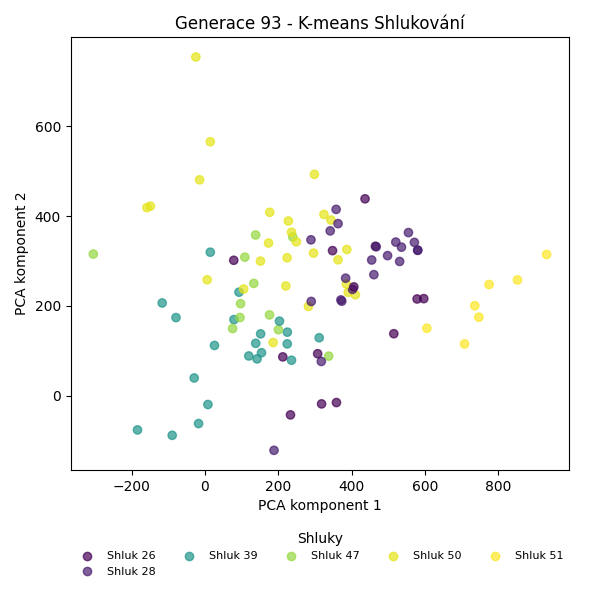 Generace 93 - K-means Shlukování
PCA komponent 2
600
400
200
0
−200 0 200 400 600 800
PCA komponent 1
Shluky
Shluk 26 Shluk 39 Shluk 47 Shluk 50 Shluk 51
Shluk 28